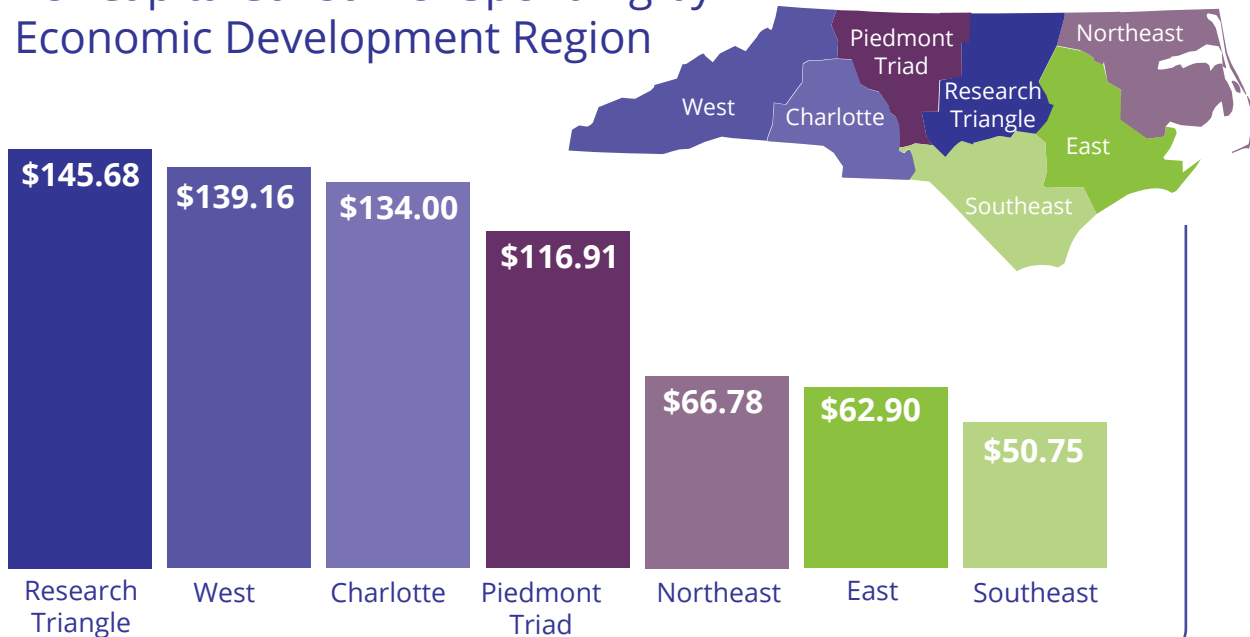 Economic Development Region
Piedmont
Triad
Northeast
West
Charlotte
Research
Triangle
East
Southeast
$145.68
$139.16
$134.00
$116.91
$66.78
$62.90
$50.75
Research
Triangle
West
Charlotte
Piedmont
Triad
Northeast
East
Southeast